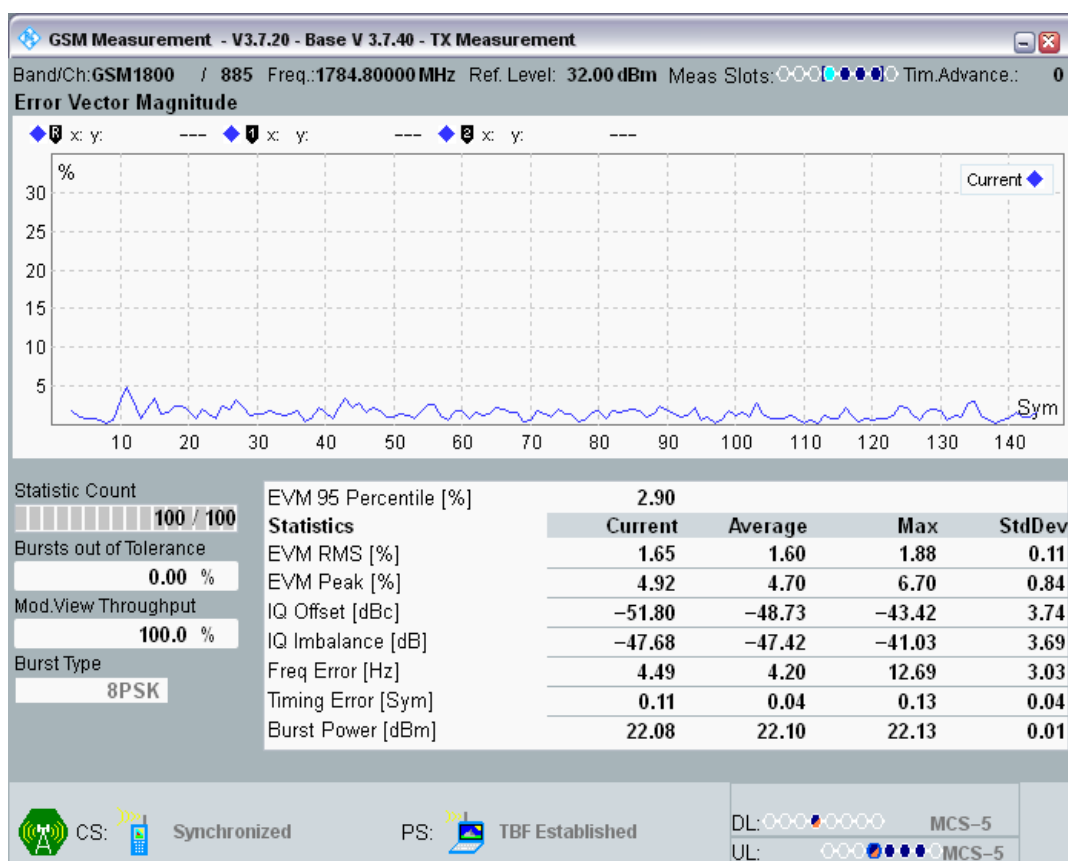 GSM Measurement - V3.7.20 - Base V 3.7.40 - TX Measurement
Band/Ch:GSM1800 / 885 Freq.:1784.80000 MHz Ref. Level: 32.00 dBm Meas Slots: Tim.Advance.: 0
Error Vector Magnitude
R x: y: --- 1 x: y: --- 2 x: y: ---
%
Current
30
25
20
15
10
5
Sym
10 20 30 40 50 60 70 80 90 100 110 120 130 140
Statistic Count
100 / 100
Bursts out of Tolerance
0.00 %
Mod.View Throughput
100.0 %
Burst Type
8PSK
EVM 95 Percentile [%] 2.90
Statistics Current Average Max StdDev
EVM RMS [%] 1.65 1.60 1.88 0.11
EVM Peak [%] 4.92 4.70 6.70 0.84
IQ Offset [dBc] −51.80 −48.73 −43.42 3.74
IQ Imbalance [dB] −47.68 −47.42 −41.03 3.69
Freq Error [Hz] 4.49 4.20 12.69 3.03
Timing Error [Sym] 0.11 0.04 0.13 0.04
Burst Power [dBm] 22.08 22.10 22.13 0.01
CS: Synchronized PS: TBF Established
DL: MCS−5
UL: MCS−5